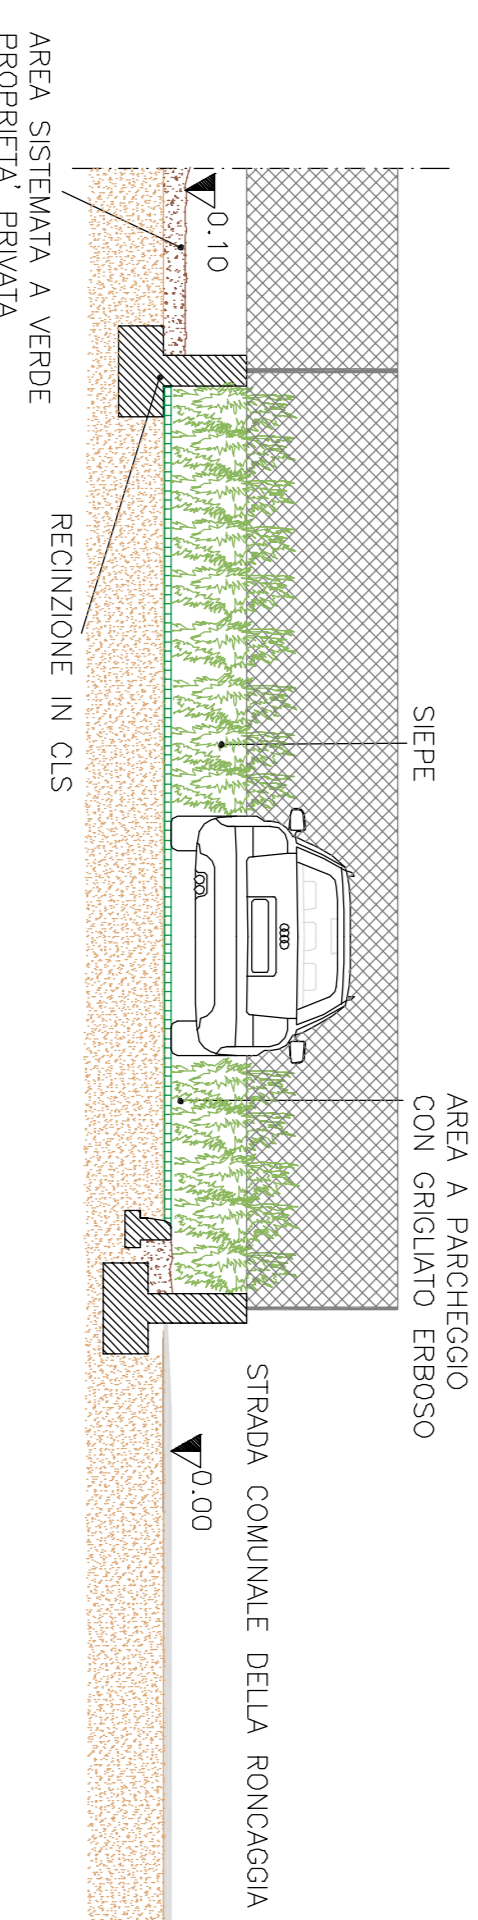 AREA A PARCHEGGIO
CON GRIGLIATO ERBOSO
SIEPE
STRADA COMUNALE DELLA RONCAGGIA
0.10
0.00
RECINZIONE IN CLS
AREA SISTEMATA A VERDE
PROPRIETA' PRIVATA